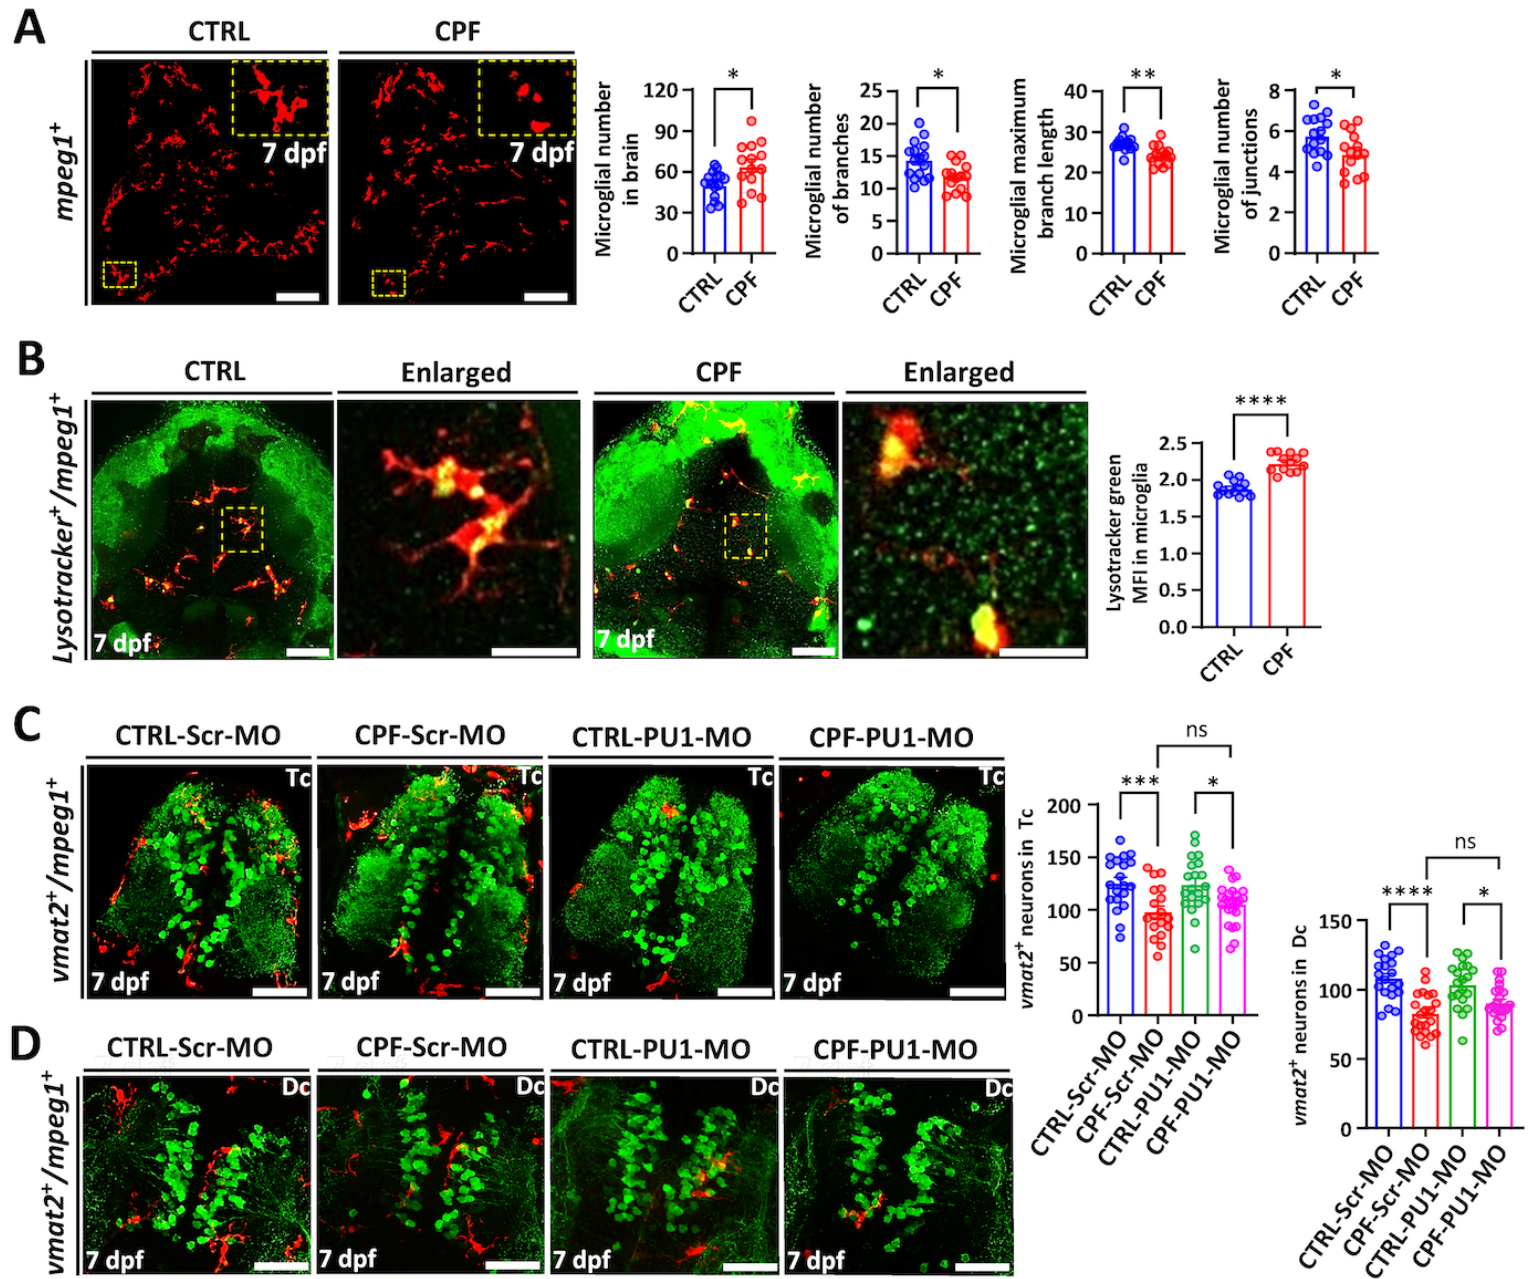 A
CTRL
CPF
mpeg1+
7 dpf
7 dpf
Microglial number
in brain
120
90
60
30
0
CTRL
CPF
*
Microglial number
of branches
25
20
15
10
5
0
CTRL
CPF
*
Microglial maximum
branch length
40
30
20
10
0
CTRL
CPF
**
Microglial number
of junctions
8
6
4
2
0
CTRL
CPF
*
B
CTRL
Enlarged
CPF
Enlarged
Lysotracker+/mpeg1+
7 dpf
7 dpf
Lysotracker green
MFI in microglia
2.5
2.0
1.5
1.0
0.5
0.0
CTRL
CPF
****
C
CTRL-Scr-MO
CPF-Scr-MO
CTRL-PU1-MO
CPF-PU1-MO
vmat2+/mpeg1+
Tc
Tc
Tc
Tc
7 dpf
7 dpf
7 dpf
7 dpf
vmat2+ neurons in Tc
200
150
100
50
0
ns
***
*
CTRL-Scr-MO
CPF-Scr-MO
CTRL-PU1-MO
CPF-PU1-MO
D
CTRL-Scr-MO
CPF-Scr-MO
CTRL-PU1-MO
CPF-PU1-MO
vmat2+/mpeg1+
Dc
Dc
Dc
Dc
7 dpf
7 dpf
7 dpf
7 dpf
vmat2+ neurons in Dc
150
100
50
0
ns
****
*
CTRL-Scr-MO
CPF-Scr-MO
CTRL-PU1-MO
CPF-PU1-MO